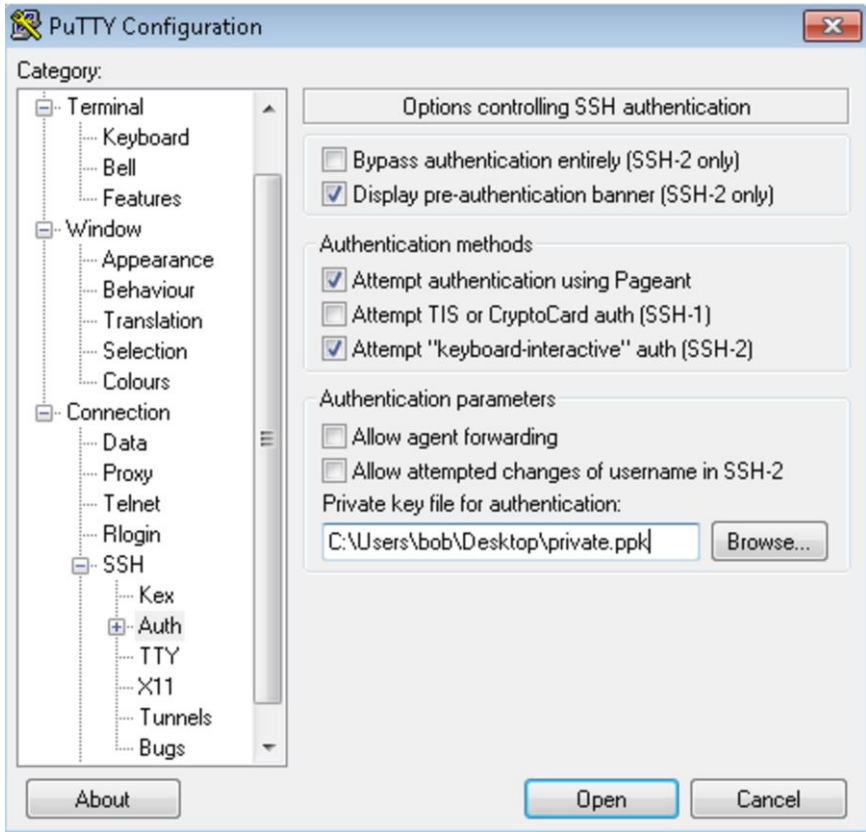 PuTTY Configuration
Category:
Terminal
Keyboard
Bell
Features
Window
Appearance
Behaviour
Translation
Selection
Colours
Connection
Data
Proxy
Telnet
Rlogin
SSH
Kex
Auth
TTY
X11
Tunnels
Bugs
Options controlling SSH authentication
Bypass authentication entirely (SSH-2 only)
Display pre-authentication banner (SSH-2 only)
Authentication methods
Attempt authentication using Pageant
Attempt TIS or CryptoCard auth (SSH-1)
Attempt "keyboard-interactive" auth (SSH-2)
Authentication parameters
Allow agent forwarding
Allow attempted changes of username in SSH-2
Private key file for authentication:
C:\Users\bob\Desktop\private.ppk
Browse...
About
Open
Cancel